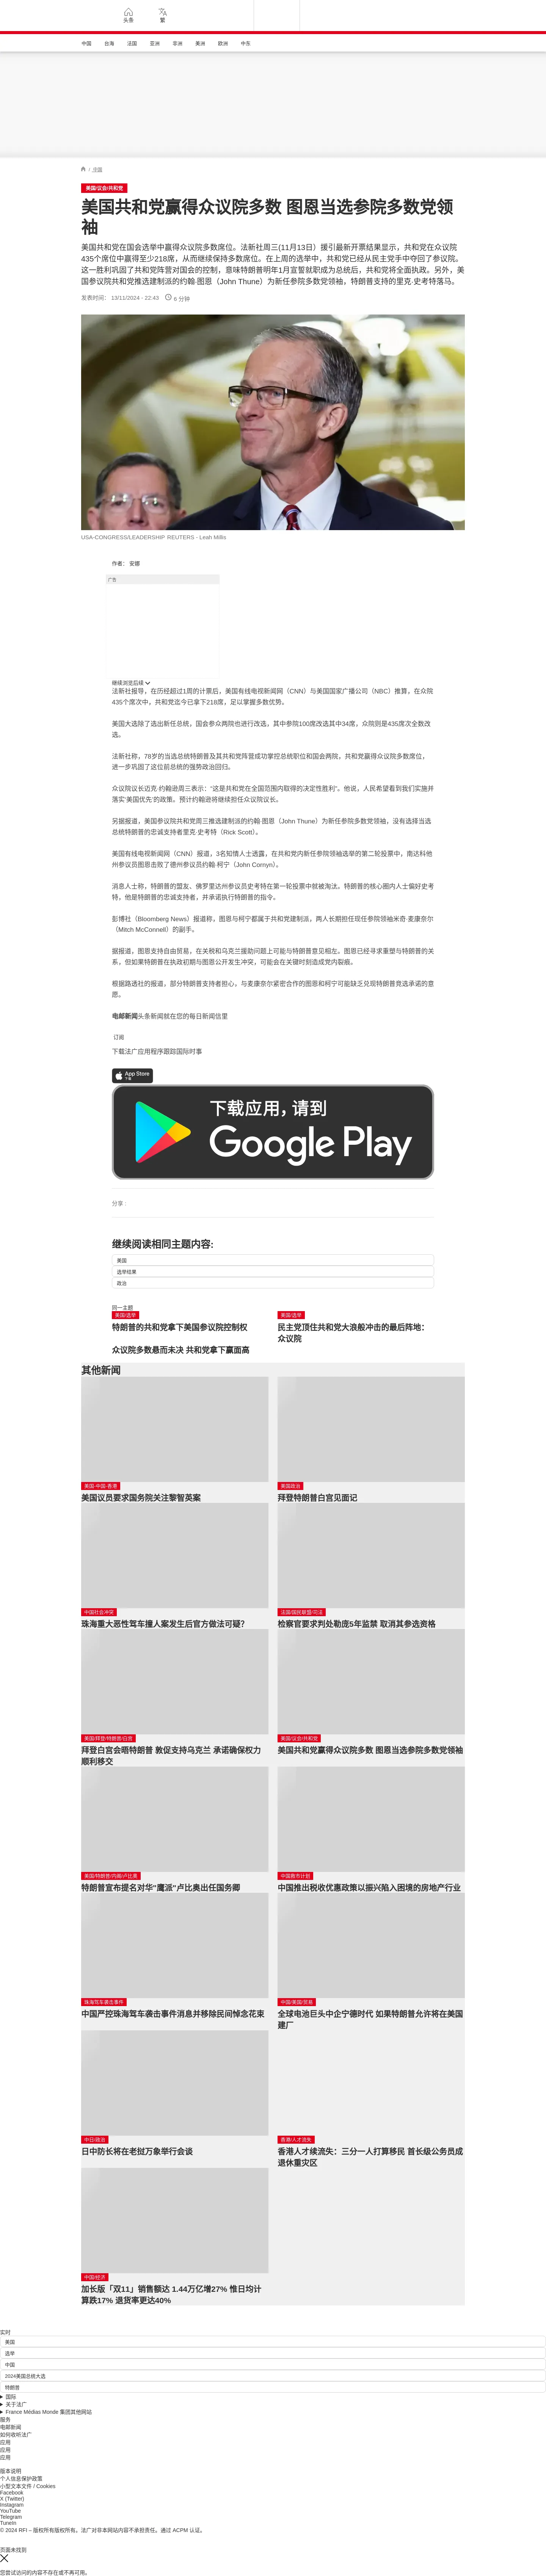 头条
繁
中国
台海
法国
亚洲
非洲
美洲
欧洲
中东
/ 中国
美国/议会/共和党
美国共和党赢得众议院多数 图恩当选参院多数党领
袖
美国共和党在国会选举中赢得众议院多数席位。法新社周三(11月13日）援引最新开票结果显示，共和党在众议院
435个席位中赢得至少218席，从而继续保持多数席位。在上周的选举中，共和党已经从民主党手中夺回了参议院。
这一胜利巩固了共和党阵营对国会的控制，意味特朗普明年1月宣誓就职成为总统后，共和党将全面执政。另外，美
国参议院共和党推选建制派的约翰·图恩（John Thune）为新任参院多数党领袖，特朗普支持的里克·史考特落马。
发表时间： 13/11/2024 - 22:43
6 分钟
USA-CONGRESS/LEADERSHIP REUTERS - Leah Millis
作者： 安娜
广告
继续浏览后续
法新社报导，在历经超过1周的计票后，美国有线电视新闻网（CNN）与美国国家广播公司（NBC）推算，在众院
435个席次中，共和党迄今已拿下218席，足以掌握多数优势。
美国大选除了选出新任总统，国会参众两院也进行改选，其中参院100席改选其中34席，众院则是435席次全数改
选。
法新社称，78岁的当选总统特朗普及其共和党阵营成功掌控总统职位和国会两院，共和党赢得众议院多数席位，
进一步巩固了这位前总统的强势政治回归。
众议院议长迈克·约翰逊周三表示：“这是共和党在全国范围内取得的决定性胜利”。他说，人民希望看到我们实施并
落实‘美国优先’的政策。预计约翰逊将继续担任众议院议长。
另据报道，美国参议院共和党周三推选建制派的约翰·图恩（John Thune）为新任参院多数党领袖，没有选择当选
总统特朗普的忠诚支持者里克·史考特（Rick Scott）。
美国有线电视新闻网（CNN）报道，3名知情人士透露，在共和党内新任参院领袖选举的第二轮投票中，南达科他
州参议员图恩击败了德州参议员约翰·柯宁（John Cornyn）。
消息人士称，特朗普的盟友、佛罗里达州参议员史考特在第一轮投票中就被淘汰。特朗普的核心圈内人士偏好史考
特，他是特朗普的忠诚支持者，并承诺执行特朗普的指令。
彭博社（Bloomberg News）报道称，图恩与柯宁都属于共和党建制派，两人长期担任现任参院领袖米奇·麦康奈尔
（Mitch McConnell）的副手。
据报道，图恩支持自由贸易，在关税和乌克兰援助问题上可能与特朗普意见相左。图恩已经寻求重塑与特朗普的关
系，但如果特朗普在执政初期与图恩公开发生冲突，可能会在关键时刻造成党内裂痕。
根据路透社的报道，部分特朗普支持者担心，与麦康奈尔紧密合作的图恩和柯宁可能缺乏兑现特朗普竞选承诺的意
愿。
电邮新闻头条新闻就在您的每日新闻信里
订阅
下载法广应用程序跟踪国际时事
App Store
下载
下载应用，请到
Google Play
分享 :
继续阅读相同主题内容:
美国
选举结果
政治
同一主题
美国/选举
特朗普的共和党拿下美国参议院控制权
美国/选举
民主党顶住共和党大浪般冲击的最后阵地：
众议院
众议院多数悬而未决 共和党拿下赢面高
其他新闻
美国·中国·香港
美国议员要求国务院关注黎智英案
美国政治
拜登特朗普白宫见面记
中国社会冲突
珠海重大恶性驾车撞人案发生后官方做法可疑？
法国/国民联盟/司法
检察官要求判处勒庞5年监禁 取消其参选资格
美国/拜登/特朗普/白宫
拜登白宫会晤特朗普 敦促支持乌克兰 承诺确保权力
顺利移交
美国/议会/共和党
美国共和党赢得众议院多数 图恩当选参院多数党领袖
美国/特朗普/内阁/卢比奥
特朗普宣布提名对华"鹰派"卢比奥出任国务卿
中国数市计划
中国推出税收优惠政策以振兴陷入困境的房地产行业
珠海驾车袭击事件
中国严控珠海驾车袭击事件消息并移除民间悼念花束
中国/美国/贸易
全球电池巨头中企宁德时代 如果特朗普允许将在美国
建厂
中日/政治
日中防长将在老挝万象举行会谈
香港/人才流失
香港人才续流失：三分一人打算移民 首长级公务员成
退休重灾区
中国/经济
加长版「双11」销售额达 1.44万亿增27% 惟日均计
算跌17% 退货率更达40%
实时
美国
选举
中国
2024美国总统大选
特朗普
国际
关于法广
France Médias Monde 集团其他网站
服务
电邮新闻
如何收听法广
应用
应用
应用
版本说明
个人信息保护政策
小型文本文件 / Cookies
Facebook
X (Twitter)
Instagram
YouTube
Telegram
TuneIn
© 2024 RFI – 版权所有版权所有。法广对非本网站内容不承担责任。通过 ACPM 认证。
页面未找到
您尝试访问的内容不存在或不再可用。